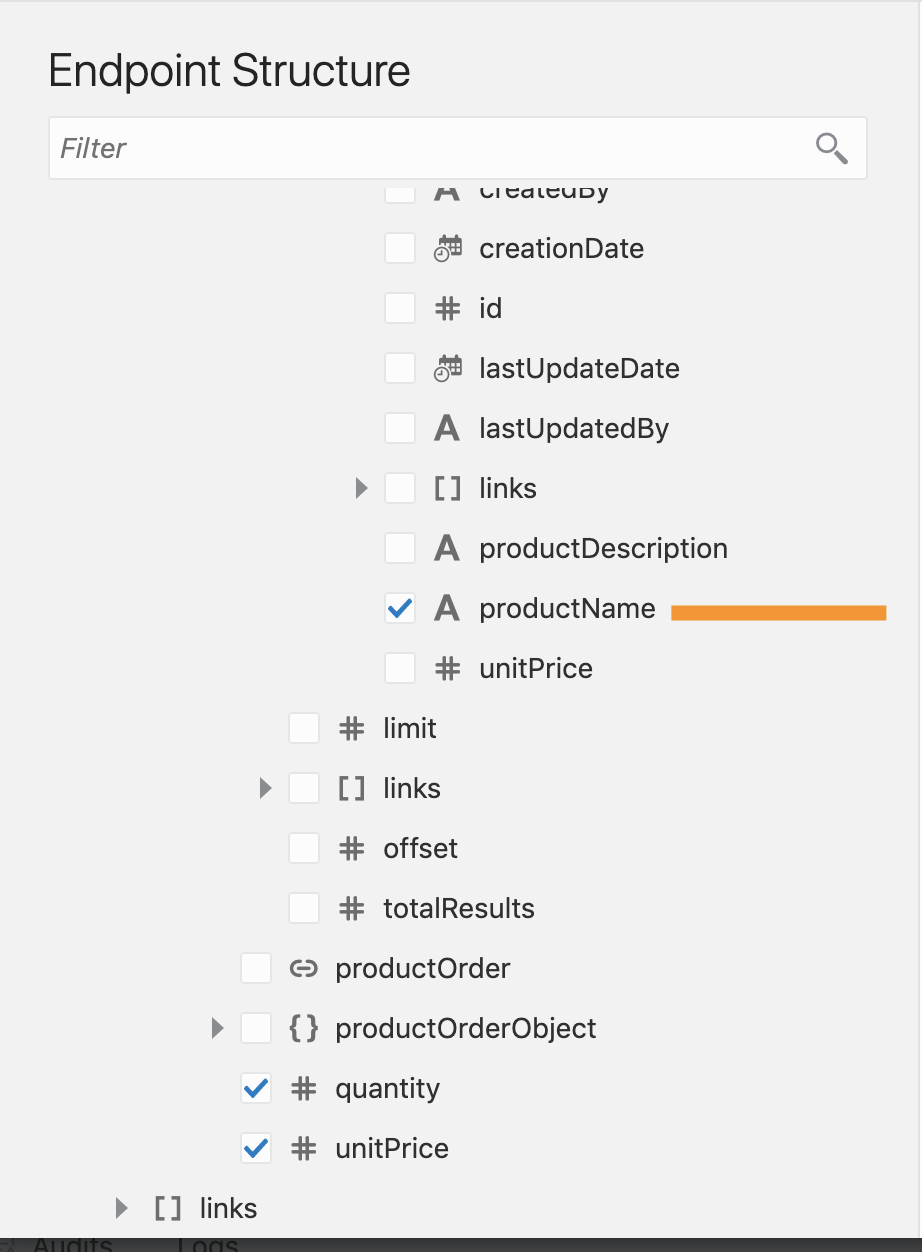 Endpoint Structure
Filter
createdBy
creationDate
id
lastUpdateDate
lastUpdatedBy
links
productDescription
productName
unitPrice
limit
links
offset
totalResults
productOrder
productOrderObject
quantity
unitPrice
links
Audits Logs